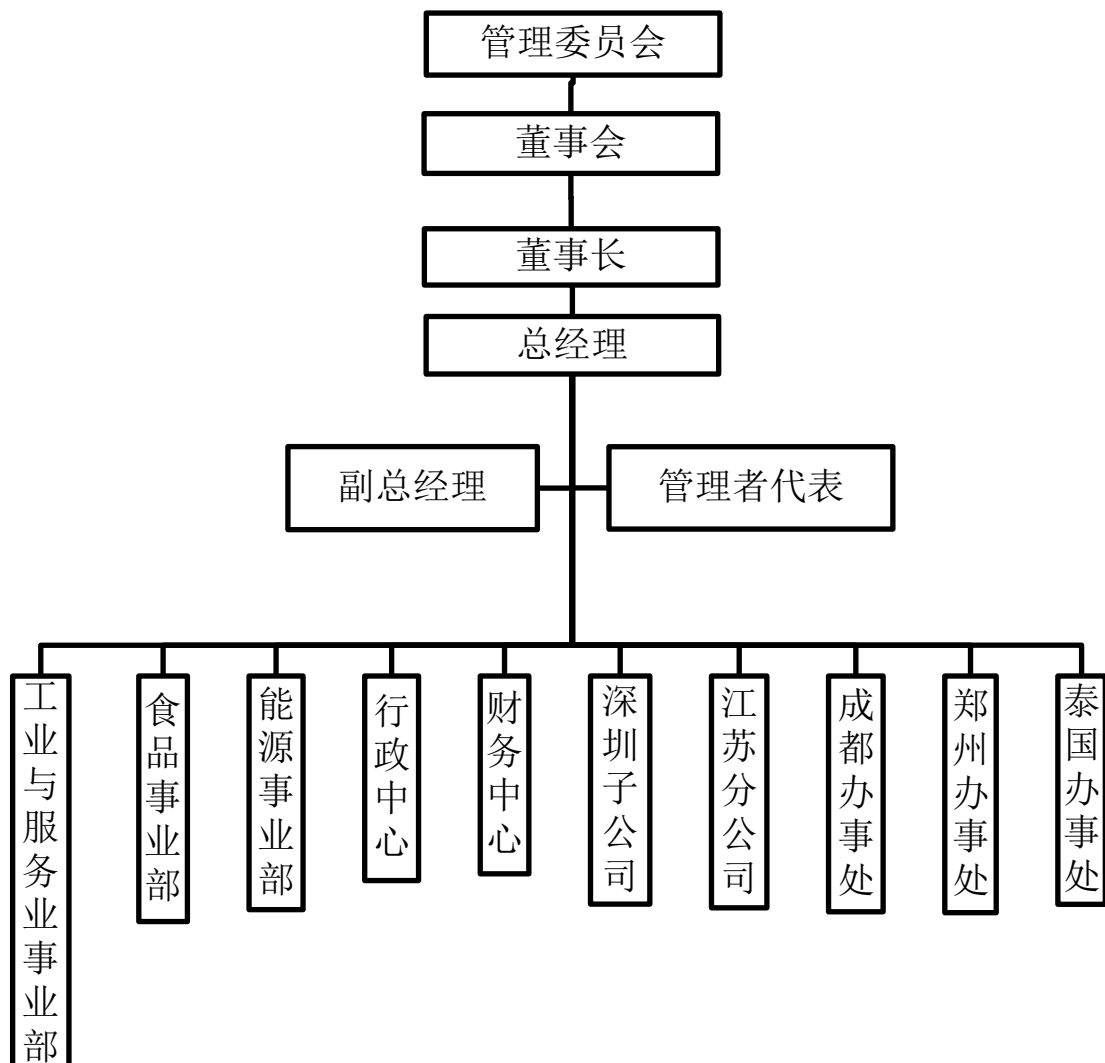 管理委员会
董事会
董事长
总经理
副总经理
管理者代表
工业与服务业事业部
食品事业部
能源事业部
行政中心
财务中心
深圳子公司
江苏分公司
成都办事处
郑州办事处
泰国办事处